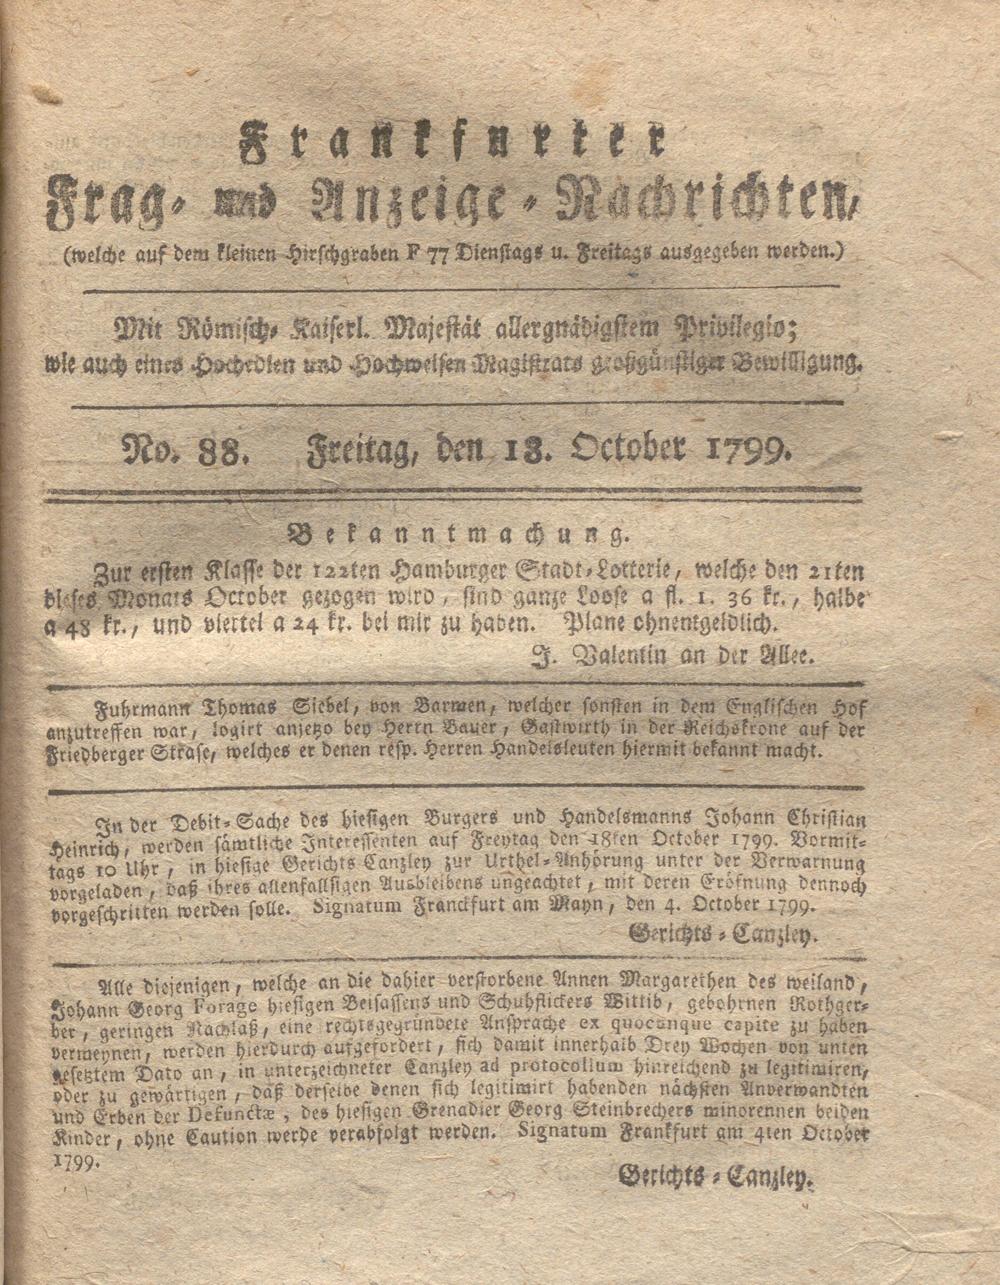 Frankfurter
Frag- und Anzeige-Nachrichten,
(welche auf dem kleinen Hirschgraben F 77 Dienstags u. Freitags ausgegeben werden.)
Mit Römisch-Kaiserl. Majestät allergnädigstem Privilegio;
wie auch eines Hochedlen und Hochweisen Magistrats großgünstiger Bewilligung.
No. 88. Freitag, den 18. October 1799.
Bekanntmachung.
Zur ersten Klasse der 122ten Hamburger Stadt-Lotterie, welche den 21ten
dieses Monats October gezogen wird, sind ganze Loose a fl. 1. 36 kr., halbe
a 48 kr., und viertel a 24 kr. bei mir zu haben. Plane ohnentgeldlich.
J. Valentin an der Allee.
Fuhrmann Thomas Siebel, von Barmen, welcher sonsten in dem Englischen Hof
anzutreffen war, logirt anjetzo bey Herrn Bauer, Gastwirth in der Reichskrone auf der
Friedberger Strase, welches er denen resp. Herren Handelsleuten hiermit bekannt macht.
In der Debit-Sache des hiesigen Burgers und Handelsmanns Johann Christian
Heinrich, werden sämtliche Interessenten auf Freytag den 18ten October 1799. Vormit-
tags 10 Uhr, in hiesige Gerichts Canzley zur Urthel-Anhörung unter der Verwarnung
vorgeladen, daß ihres allenfallsigen Ausbleibens ungeachtet, mit deren Eröfnung dennoch
vorgeschritten werden solle. Signatum Franckfurt am Mayn, den 4. October 1799.
Gerichts-Canzley.
Alle diejenigen, welche an die dahier verstorbene Annen Margarethen des weiland,
Johann Georg Forage hiesigen Beisassens und Schuhflickers Wittib, gebohrnen Rothger-
ber, geringen Nachlaß, eine rechtsgegründete Ansprache ex quocunque capite zu haben
vermeynen, werden hierdurch aufgefordert, sich damit innerhalb Drey Wochen von unten
gesetztem Dato an, in unterzeichneter Canzley ad protocollum hinreichend zu legitimiren,
oder zu gewärtigen, daß derselbe denen sich legitimirt habenden nächsten Anverwandten
und Erben der Defunctæ, des hiesigen Grenadier Georg Steinbrechers minorennen beiden
Kinder, ohne Caution werde verabfolgt werden. Signatum Frankfurt am 4ten October
1799.
Gerichts-Canzley.